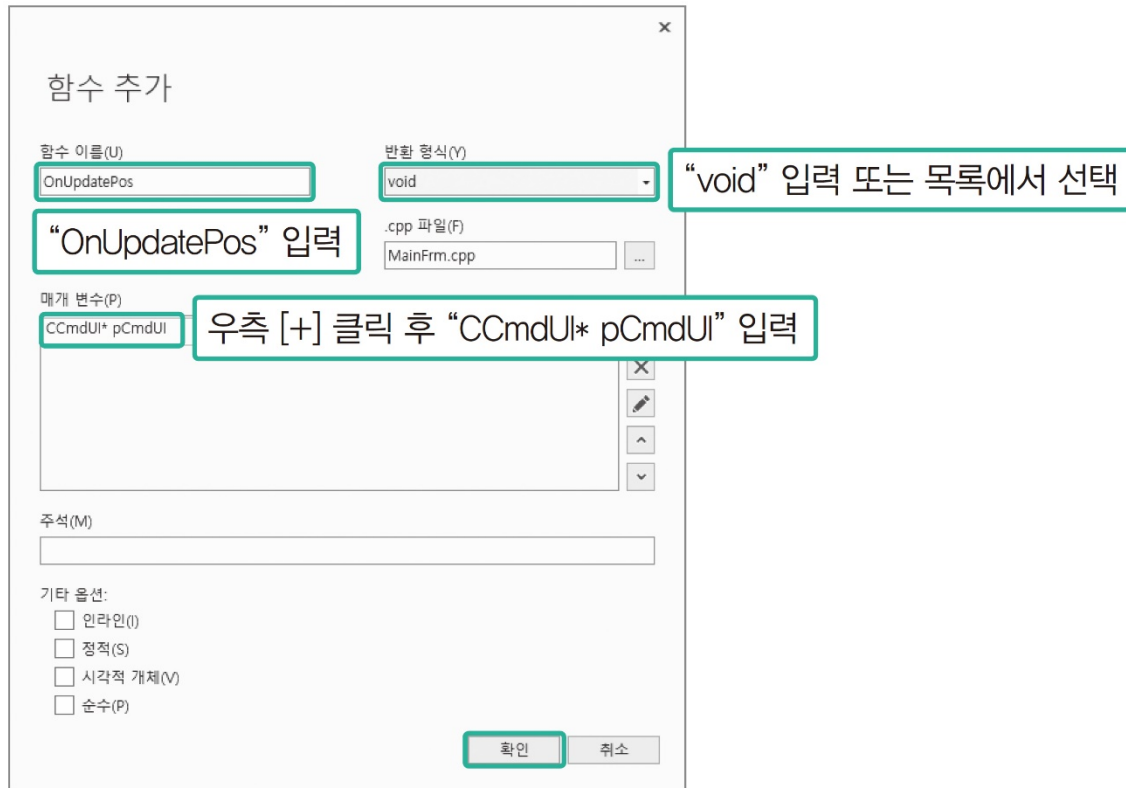 함수 추가
함수 이름(U)
반환 형식(Y)
OnUpdatePos
void
“void” 입력 또는 목록에서 선택
“OnUpdatePos” 입력
.cpp 파일(F)
MainFrm.cpp
...
매개 변수(P)
CCmdUI* pCmdUI
우측 [+] 클릭 후 “CCmdUI* pCmdUI” 입력
주석(M)
기타 옵션:
인라인(I)
정적(S)
시각적 개체(V)
순수(P)
확인
취소